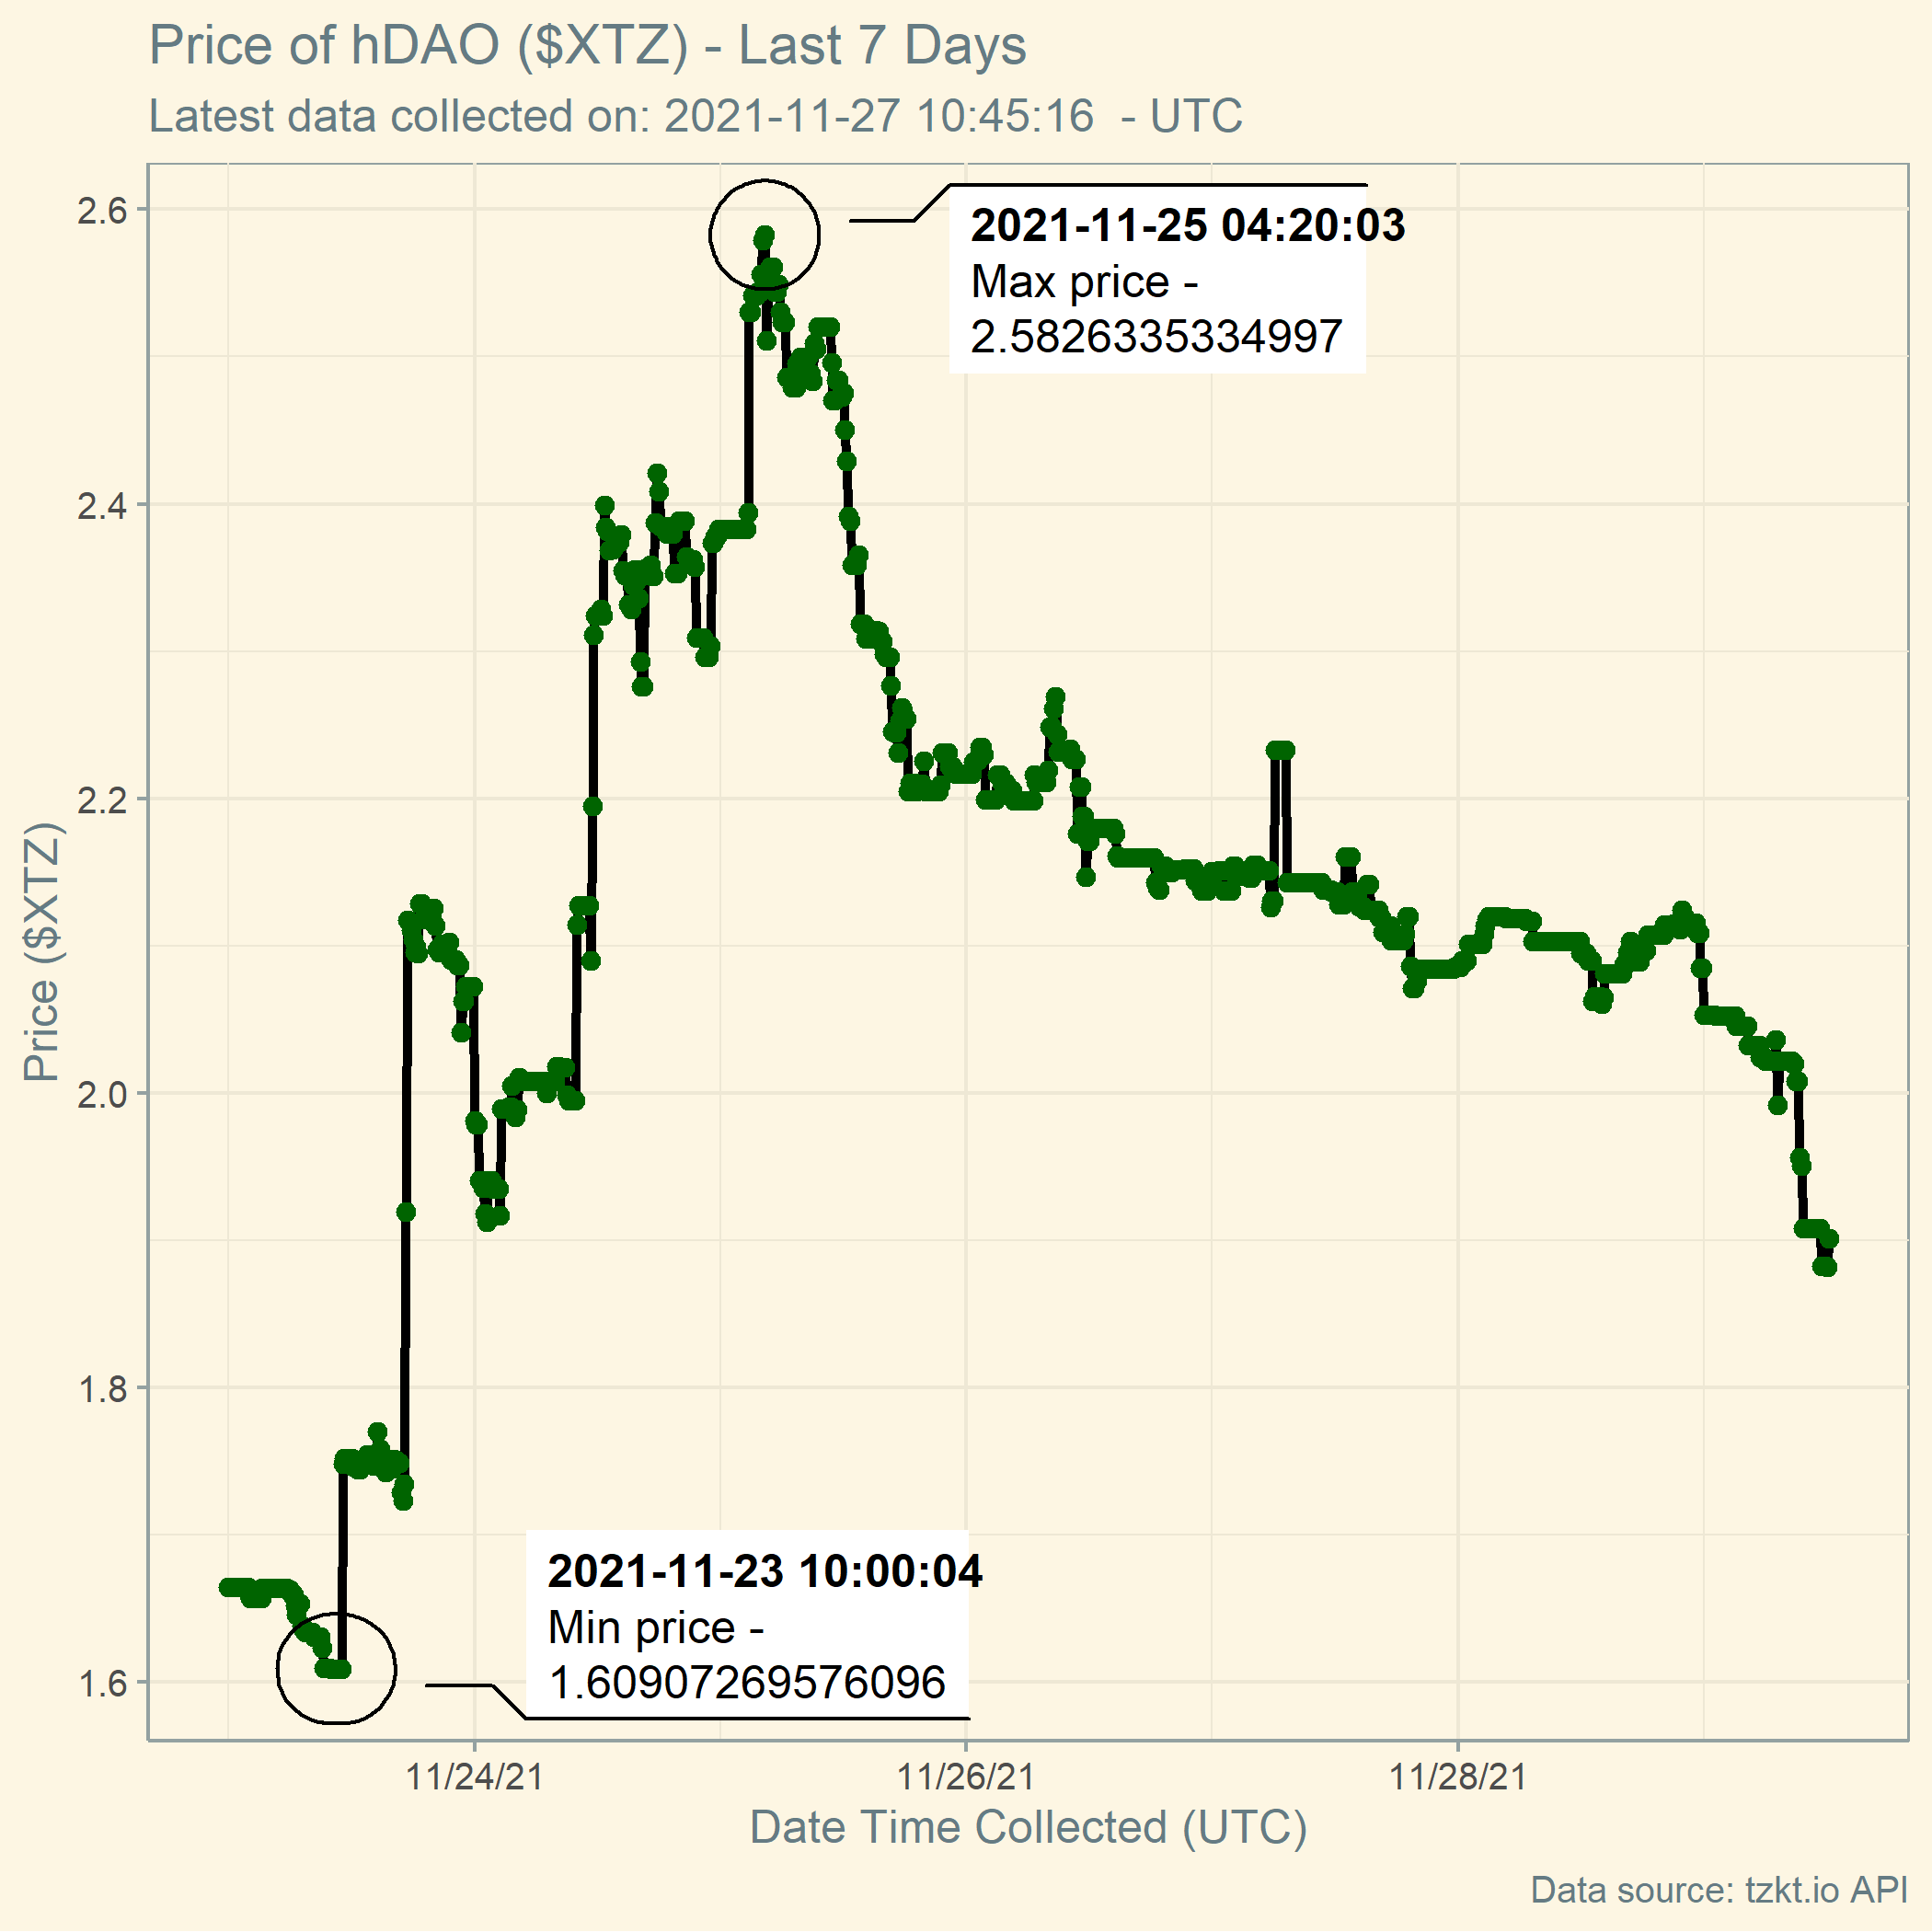 Price of hDAO ($XTZ) - Last 7 Days
Latest data collected on: 2021-11-27 10:45:16  - UTC
2021-11-25 04:20:03
Max price -
2.5826335334997
2.6
2.4
2.2
2.0
1.8
1.6
Price ($XTZ)
2021-11-23 10:00:04
Min price -
1.60907269576096
11/24/21
11/26/21
11/28/21
Date Time Collected (UTC)
Data source: tzkt.io API